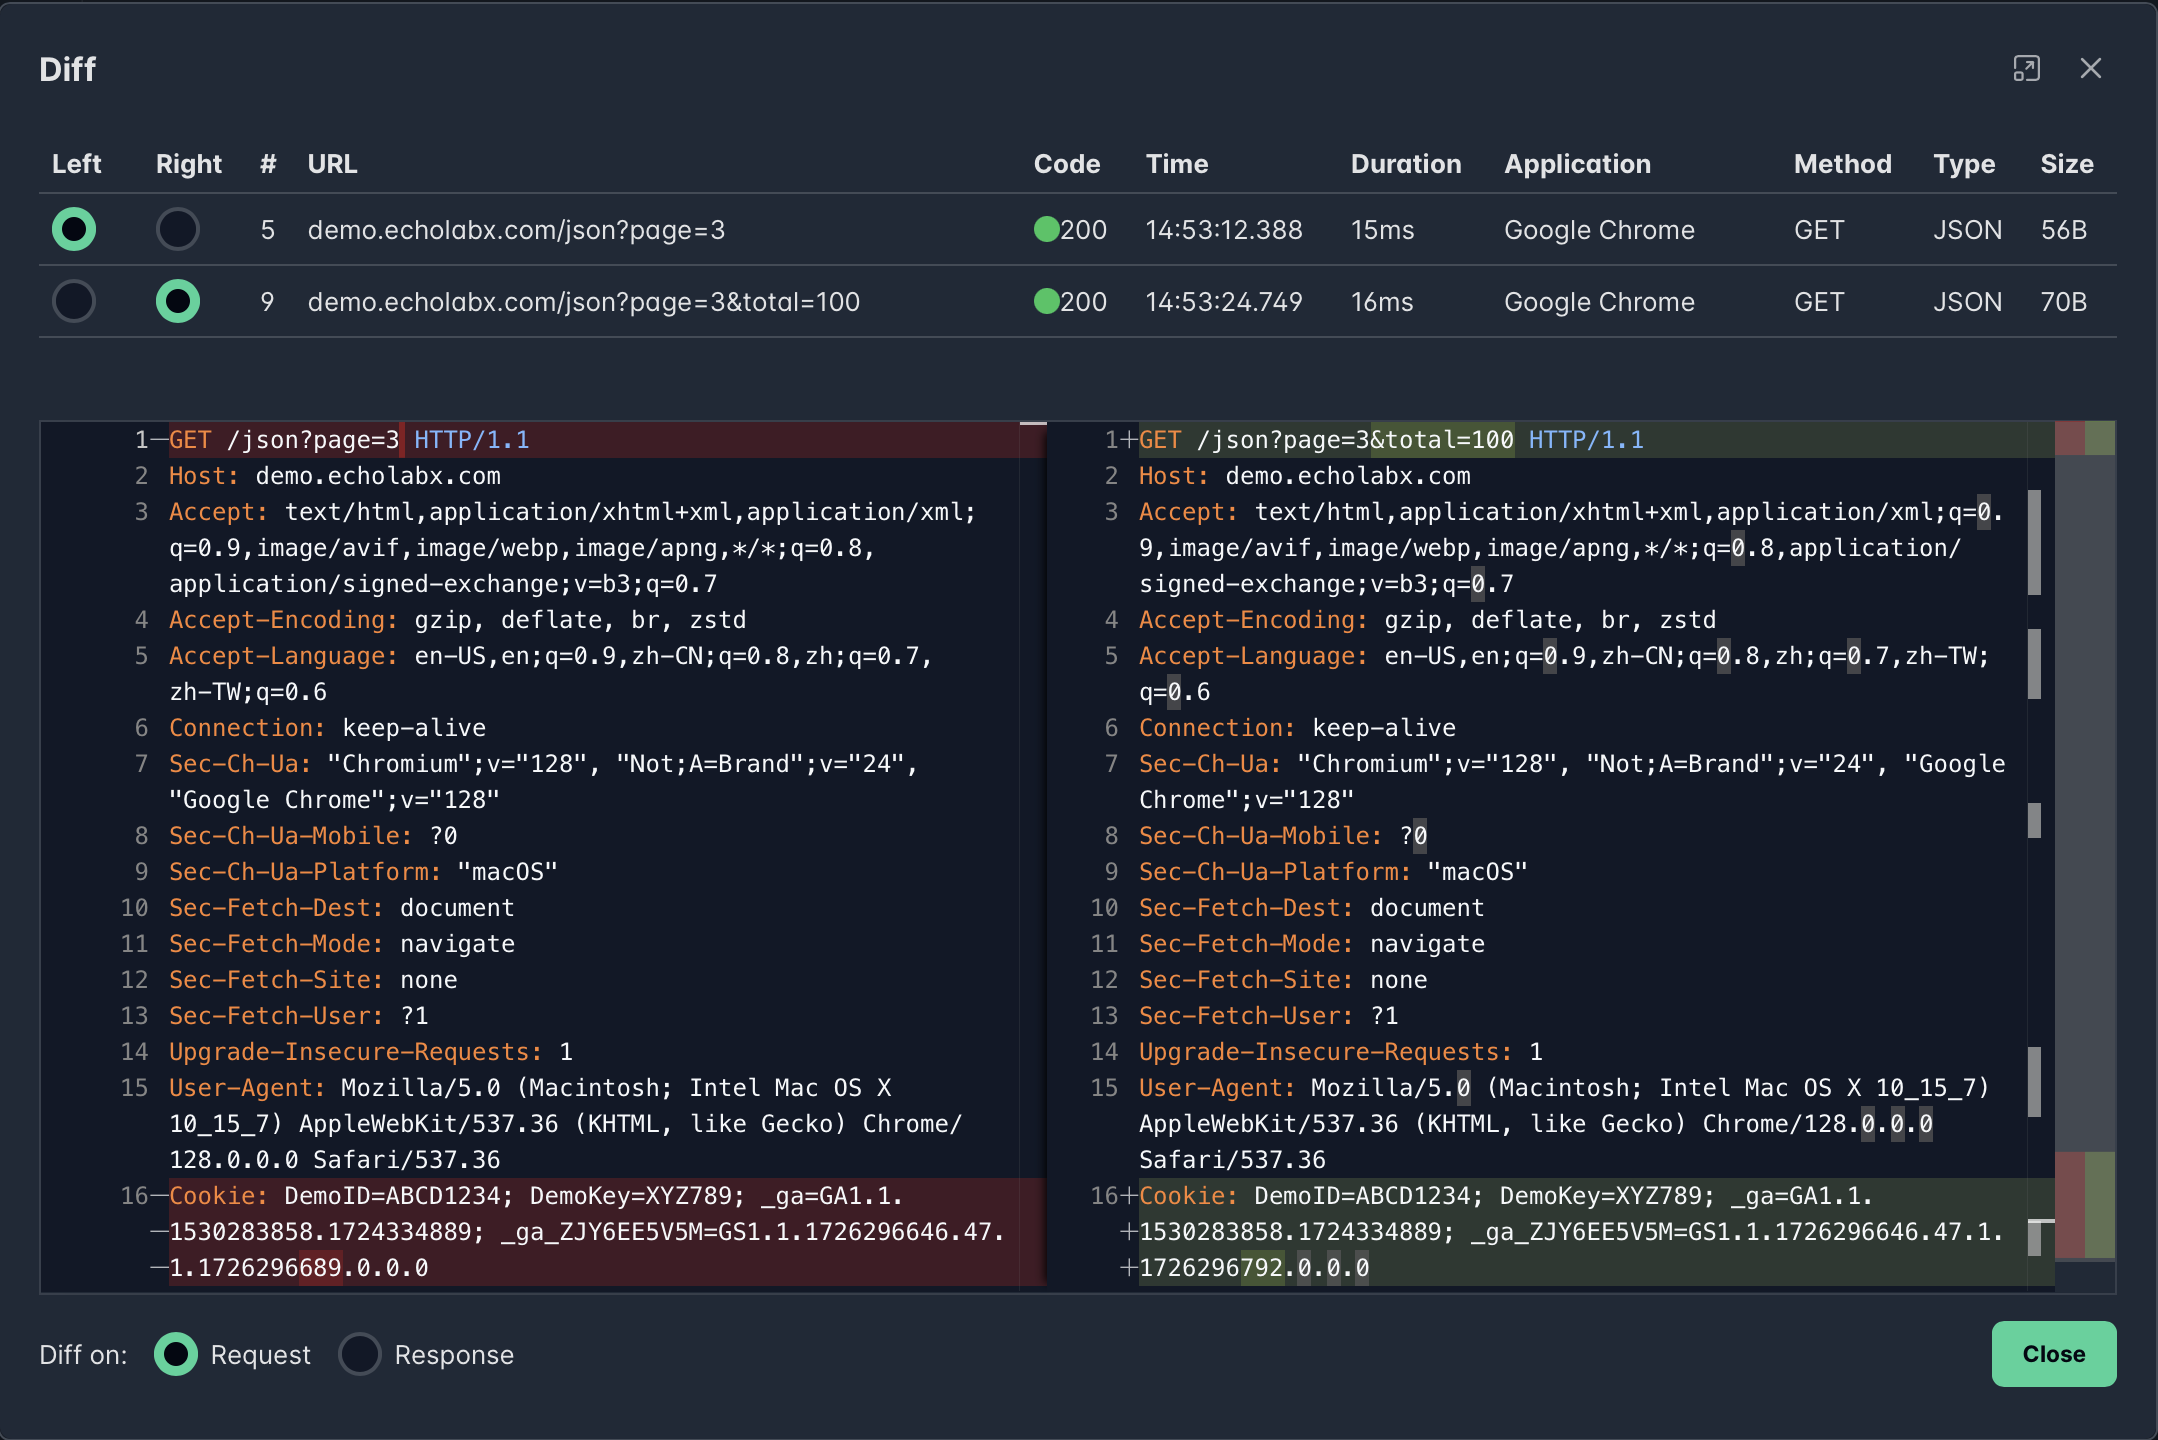 Diff
Left Right # URL Code Time Duration Application Method Type Size
5 demo.echolabx.com/json?page=3 200 14:53:12.388 15ms Google Chrome GET JSON 56B
9 demo.echolabx.com/json?page=3&total=100 200 14:53:24.749 16ms Google Chrome GET JSON 70B
1—GET /json?page=3 HTTP/1.1
2 Host: demo.echolabx.com
3 Accept: text/html,application/xhtml+xml,application/xml;
q=0.9,image/avif,image/webp,image/apng,*/*;q=0.8,
application/signed-exchange;v=b3;q=0.7
4 Accept-Encoding: gzip, deflate, br, zstd
5 Accept-Language: en-US,en;q=0.9,zh-CN;q=0.8,zh;q=0.7,
zh-TW;q=0.6
6 Connection: keep-alive
7 Sec-Ch-Ua: "Chromium";v="128", "Not;A=Brand";v="24",
"Google Chrome";v="128"
8 Sec-Ch-Ua-Mobile: ?0
9 Sec-Ch-Ua-Platform: "macOS"
10 Sec-Fetch-Dest: document
11 Sec-Fetch-Mode: navigate
12 Sec-Fetch-Site: none
13 Sec-Fetch-User: ?1
14 Upgrade-Insecure-Requests: 1
15 User-Agent: Mozilla/5.0 (Macintosh; Intel Mac OS X
10_15_7) AppleWebKit/537.36 (KHTML, like Gecko) Chrome/
128.0.0.0 Safari/537.36
16—Cookie: DemoID=ABCD1234; DemoKey=XYZ789; _ga=GA1.1.
—1530283858.1724334889; _ga_ZJY6EE5V5M=GS1.1.1726296646.47.
—1.1726296689.0.0.0
1+GET /json?page=3&total=100 HTTP/1.1
2 Host: demo.echolabx.com
3 Accept: text/html,application/xhtml+xml,application/xml;q=0.
9,image/avif,image/webp,image/apng,*/*;q=0.8,application/
signed-exchange;v=b3;q=0.7
4 Accept-Encoding: gzip, deflate, br, zstd
5 Accept-Language: en-US,en;q=0.9,zh-CN;q=0.8,zh;q=0.7,zh-TW;
q=0.6
6 Connection: keep-alive
7 Sec-Ch-Ua: "Chromium";v="128", "Not;A=Brand";v="24", "Google
Chrome";v="128"
8 Sec-Ch-Ua-Mobile: ?0
9 Sec-Ch-Ua-Platform: "macOS"
10 Sec-Fetch-Dest: document
11 Sec-Fetch-Mode: navigate
12 Sec-Fetch-Site: none
13 Sec-Fetch-User: ?1
14 Upgrade-Insecure-Requests: 1
15 User-Agent: Mozilla/5.0 (Macintosh; Intel Mac OS X 10_15_7)
AppleWebKit/537.36 (KHTML, like Gecko) Chrome/128.0.0.0
Safari/537.36
16+Cookie: DemoID=ABCD1234; DemoKey=XYZ789; _ga=GA1.1.
+1530283858.1724334889; _ga_ZJY6EE5V5M=GS1.1.1726296646.47.1.
+1726296792.0.0.0
Diff on: Request Response
Close